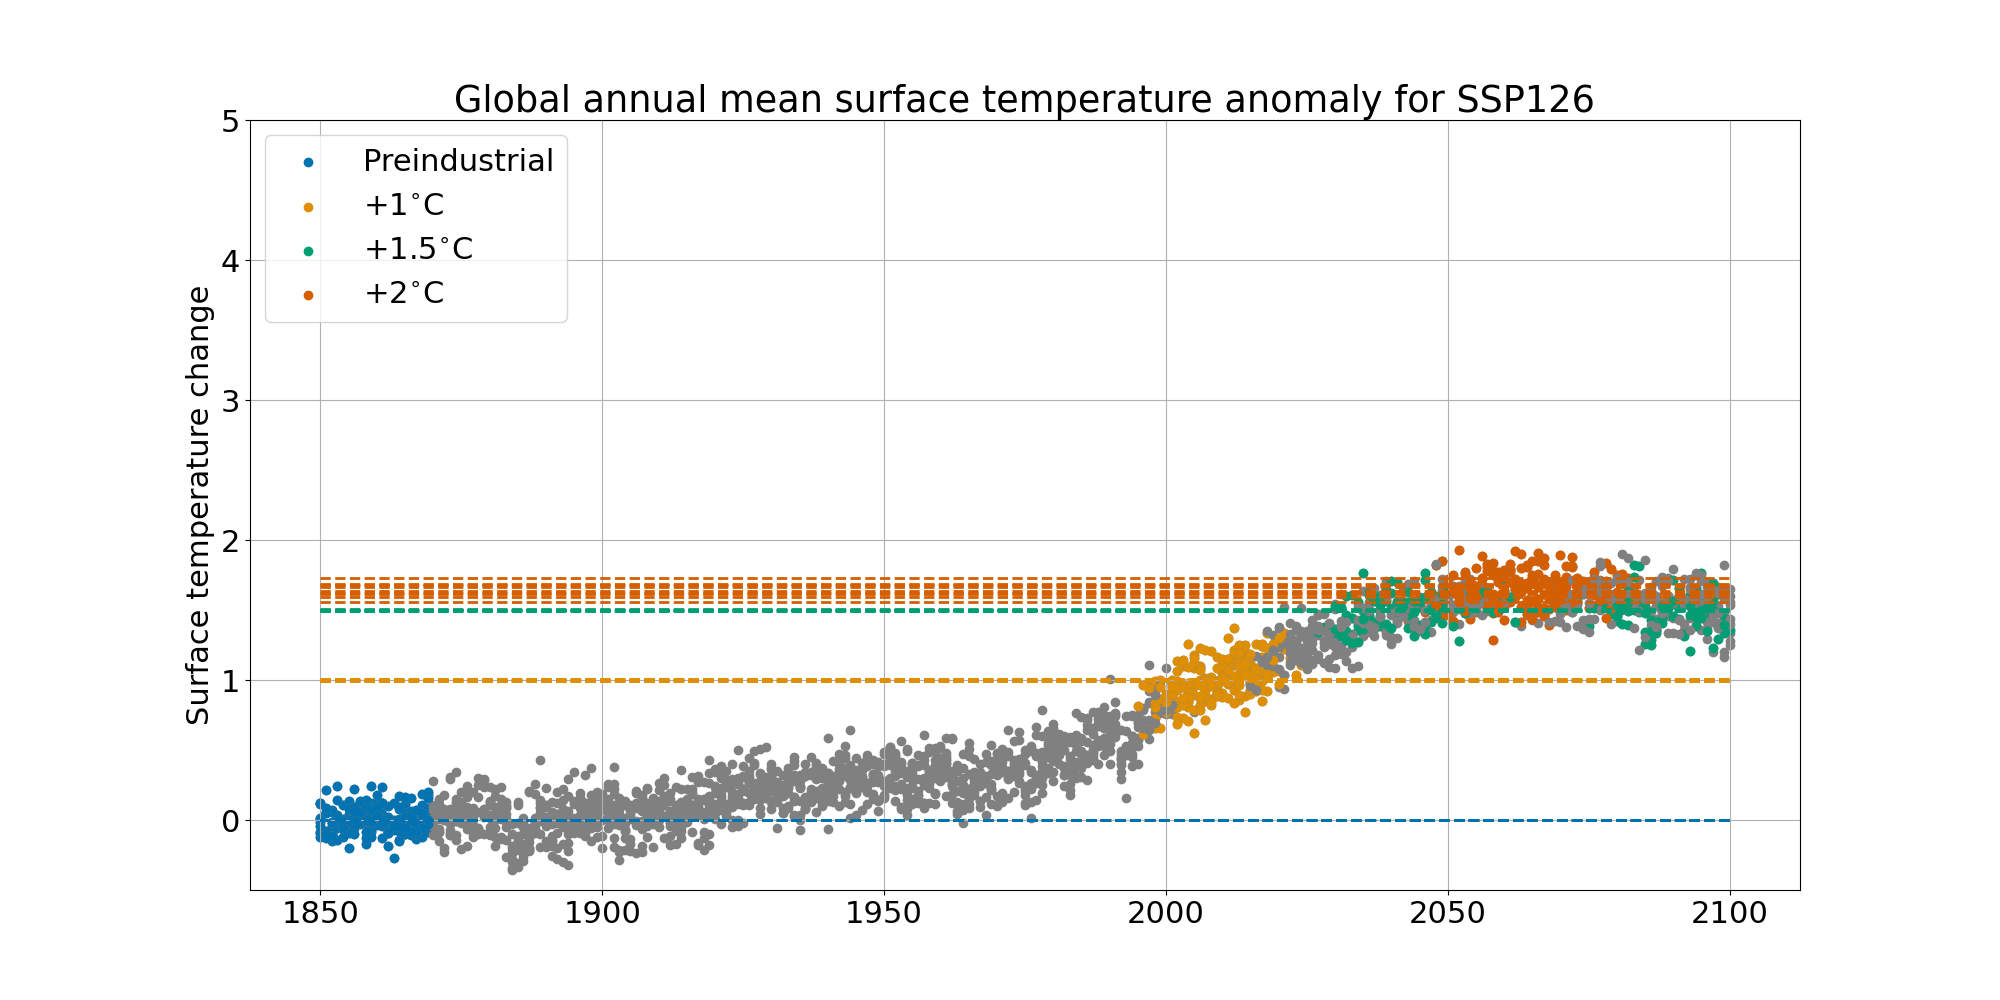 Global annual mean surface temperature anomaly for SSP126
Surface temperature change
5
4
3
2
1
0
Preindustrial
+1°C
+1.5°C
+2°C
1850 1900 1950 2000 2050 2100